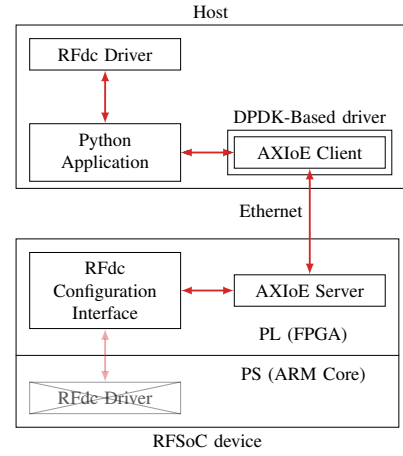 Host
RFdc Driver
DPDK-Based driver
Python
Application
AXIoE Client
Ethernet
RFdc
Configuration
Interface
AXIoE Server
PL (FPGA)
PS (ARM Core)
RFdc Driver
RFSoC device